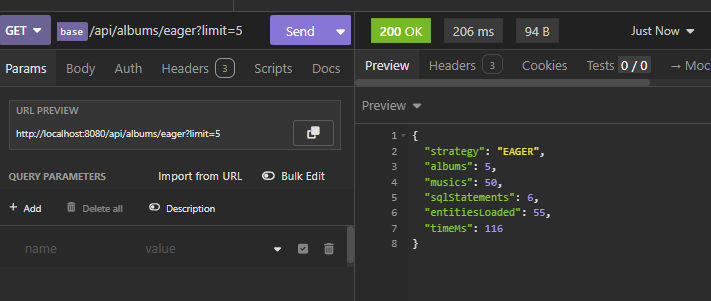 GET base /api/albums/eager?limit=5 Send
200 OK 206 ms 94 B Just Now
Params Body Auth Headers 3 Scripts Docs
Preview Headers 3 Cookies Tests 0 / 0 → Moc
URL PREVIEW
http://localhost:8080/api/albums/eager?limit=5
QUERY PARAMETERS Import from URL Bulk Edit
+ Add Delete all Description
name value
Preview
1 {
2 "strategy": "EAGER",
3 "albums": 5,
4 "musics": 50,
5 "sqlStatements": 6,
6 "entitiesLoaded": 55,
7 "timeMs": 116
8 }